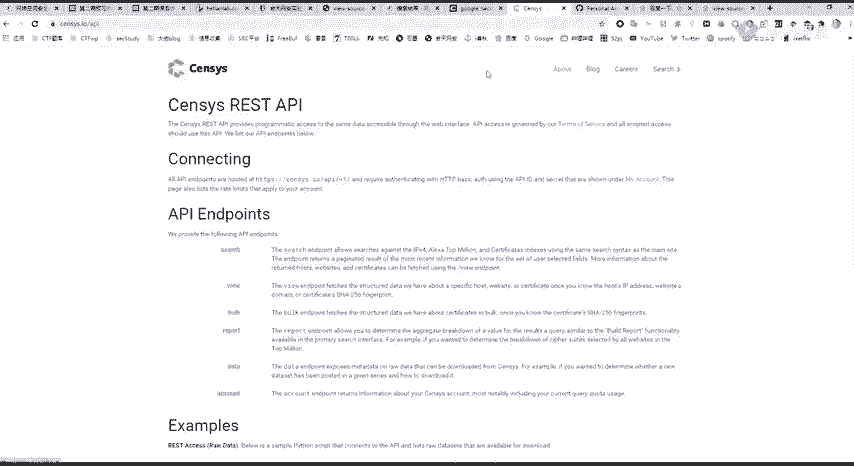 Censys
Google hack
Censys
Personal Ac
view-sourc
censys.io/api
应用 CTF题库 CTFwp secStudy 大佬blog 信息收集 SRC平台 FreeBuf 看雪 TOOLS 先知 百度 Google 哔哩哔哩 52pj YouTube Twitter spotify netflix
Censys
About Blog Careers Search
Censys REST API
The Censys REST API provides programmatic access to the same data accessible through the web interface. API access is governed by our Terms of Service and all scripted access
should use this API. We list our API endpoints below.
Connecting
All API endpoints are hosted at https://censys.io/api/v1/ and require authenticating with HTTP basic auth using the API ID and secret that are shown under My Account. This
page also lists the rate limits that apply to your account.
API Endpoints
We provide the following API endpoints:
search The search endpoint allows searches against the IPv4, Alexa Top Million, and Certificates indexes using the same search syntax as the main site.
The endpoint returns a paginated result of the most recent information we know for the set of user selected fields. More information about the
returned hosts, websites, and certificates can be fetched using the /view endpoint.
view The view endpoint fetches the structured data we have about a specific host, website, or certificate once you know the host's IP address, website's
domain, or certificate's SHA-256 fingerprint.
bulk The bulk endpoint fetches the structured data we have about certificates in bulk, once you know the certificate's SHA-256 fingerprints.
report The report endpoint allows you to determine the aggregate breakdown of a value for the results a query, similar to the "Build Report" functionality
available in the primary search interface. For example, if you wanted to determine the breakdown of cipher suites selected by all websites in the
Top Million.
data The data endpoint exposes metadata on raw data that can be downloaded from Censys. For example, if you wanted to determine whether a new
dataset has been posted in a given series and how to download it.
account The account endpoint returns information about your Censys account, most notably including your current query quota usage.
Examples
REST Access (Raw Data). Below is a sample Python script that connects to the API and lists raw datasets that are available for download